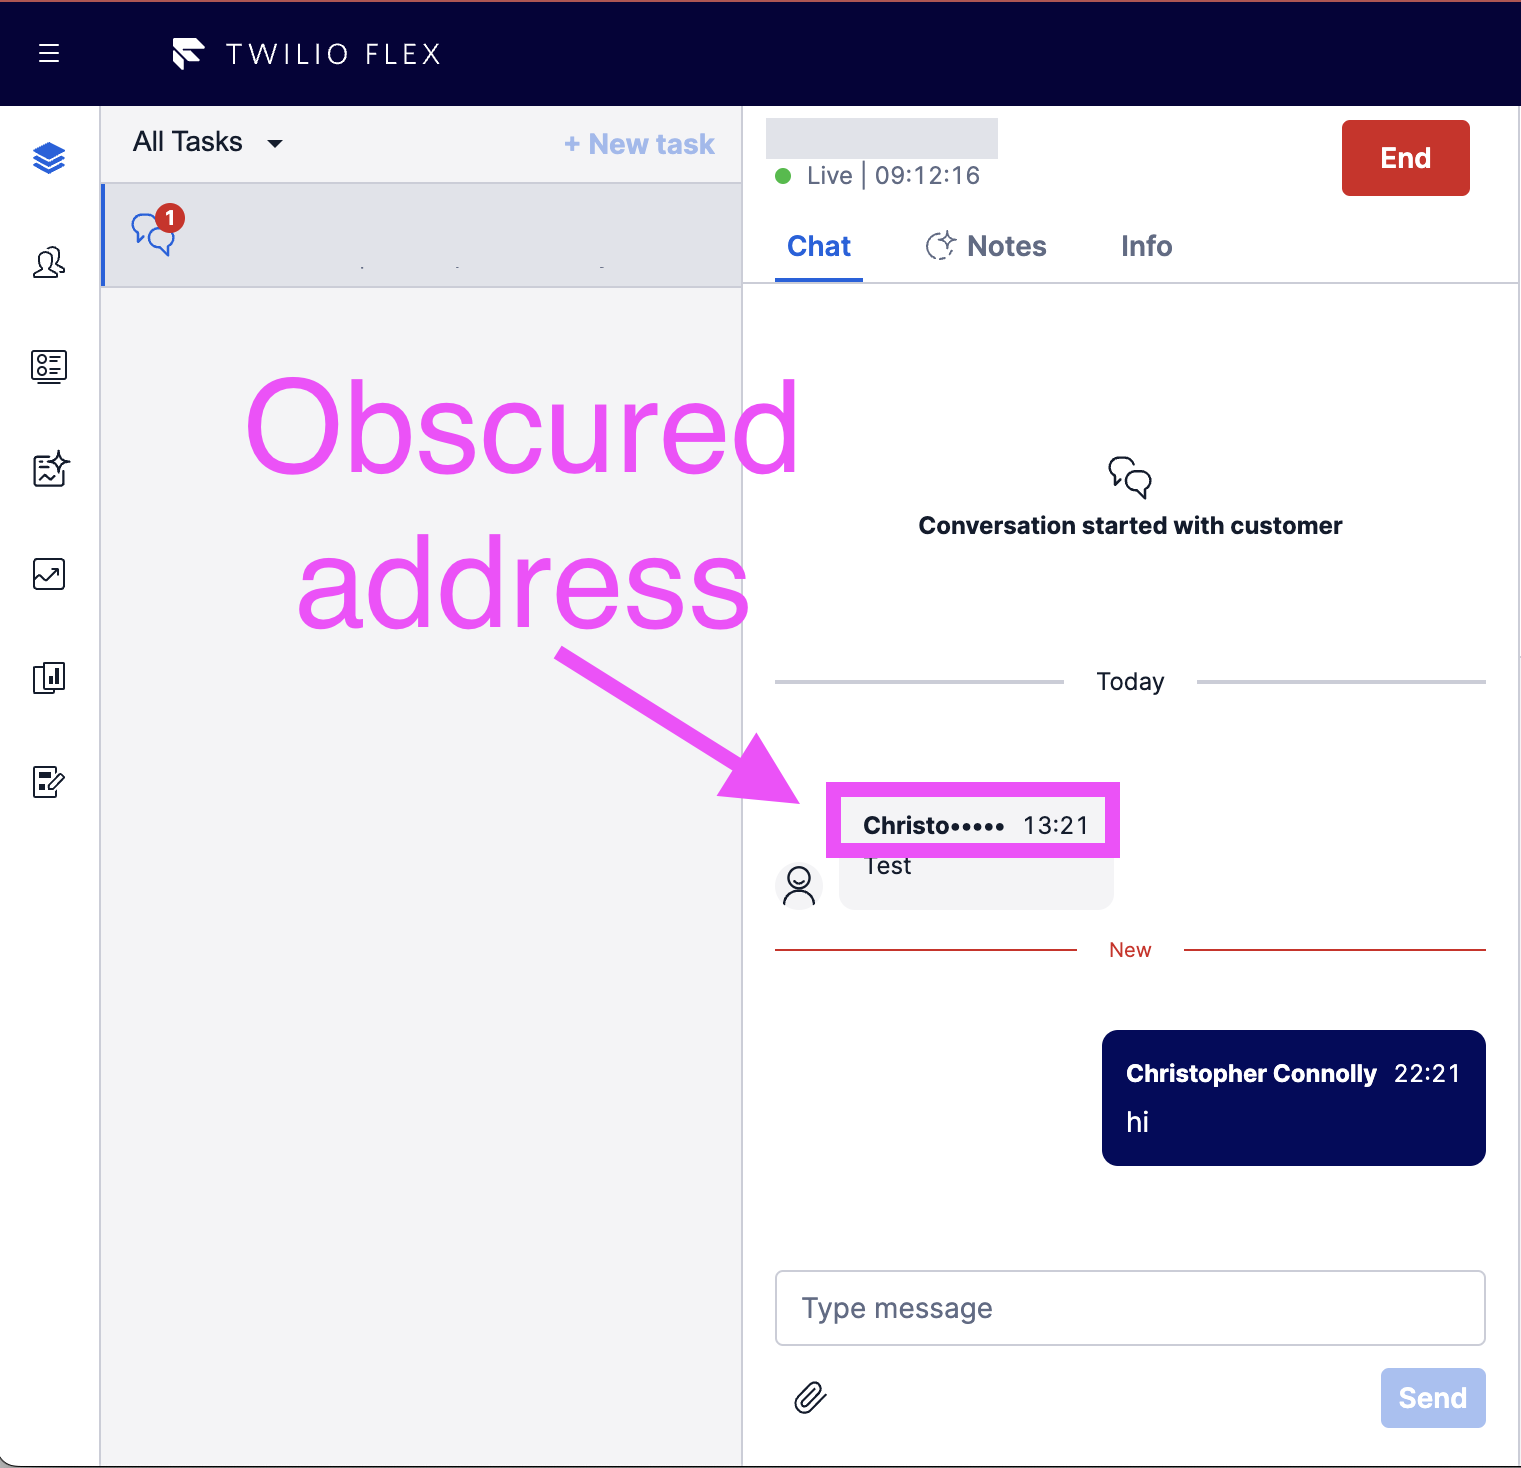 TWILIO FLEX
All Tasks
+ New task
Live | 09:12:16
End
1
Chat
Notes
Info
Obscured
address
Conversation started with customer
Today
Christo••••• 13:21
Test
New
Christopher Connolly 22:21
hi
Type message
Send